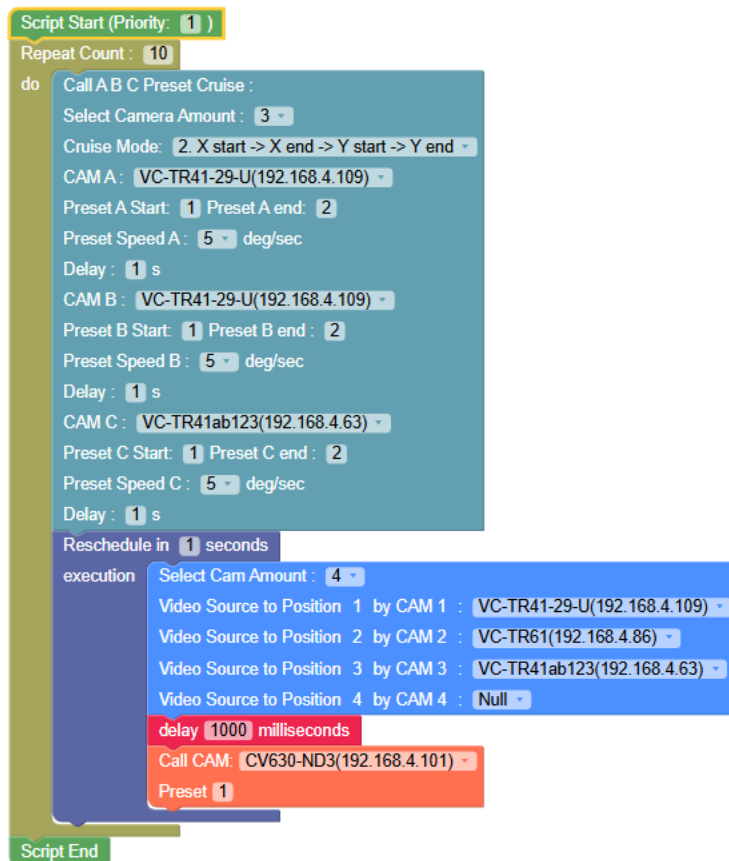 Script Start (Priority: 1 )
Repeat Count : 10
do
Call A B C Preset Cruise :
Select Camera Amount : 3
Cruise Mode: 2. X start -> X end -> Y start -> Y end
CAM A : VC-TR41-29-U(192.168.4.109)
Preset A Start: 1 Preset A end: 2
Preset Speed A : 5 deg/sec
Delay : 1 s
CAM B : VC-TR41-29-U(192.168.4.109)
Preset B Start: 1 Preset B end : 2
Preset Speed B : 5 deg/sec
Delay : 1 s
CAM C : VC-TR41ab123(192.168.4.63)
Preset C Start: 1 Preset C end : 2
Preset Speed C : 5 deg/sec
Delay : 1 s
Reschedule in 1 seconds
execution
Select Cam Amount : 4
Video Source to Position 1 by CAM 1 : VC-TR41-29-U(192.168.4.109)
Video Source to Position 2 by CAM 2 : VC-TR61(192.168.4.86)
Video Source to Position 3 by CAM 3 : VC-TR41ab123(192.168.4.63)
Video Source to Position 4 by CAM 4 : Null
delay 1000 milliseconds
Call CAM: CV630-ND3(192.168.4.101)
Preset 1
Script End